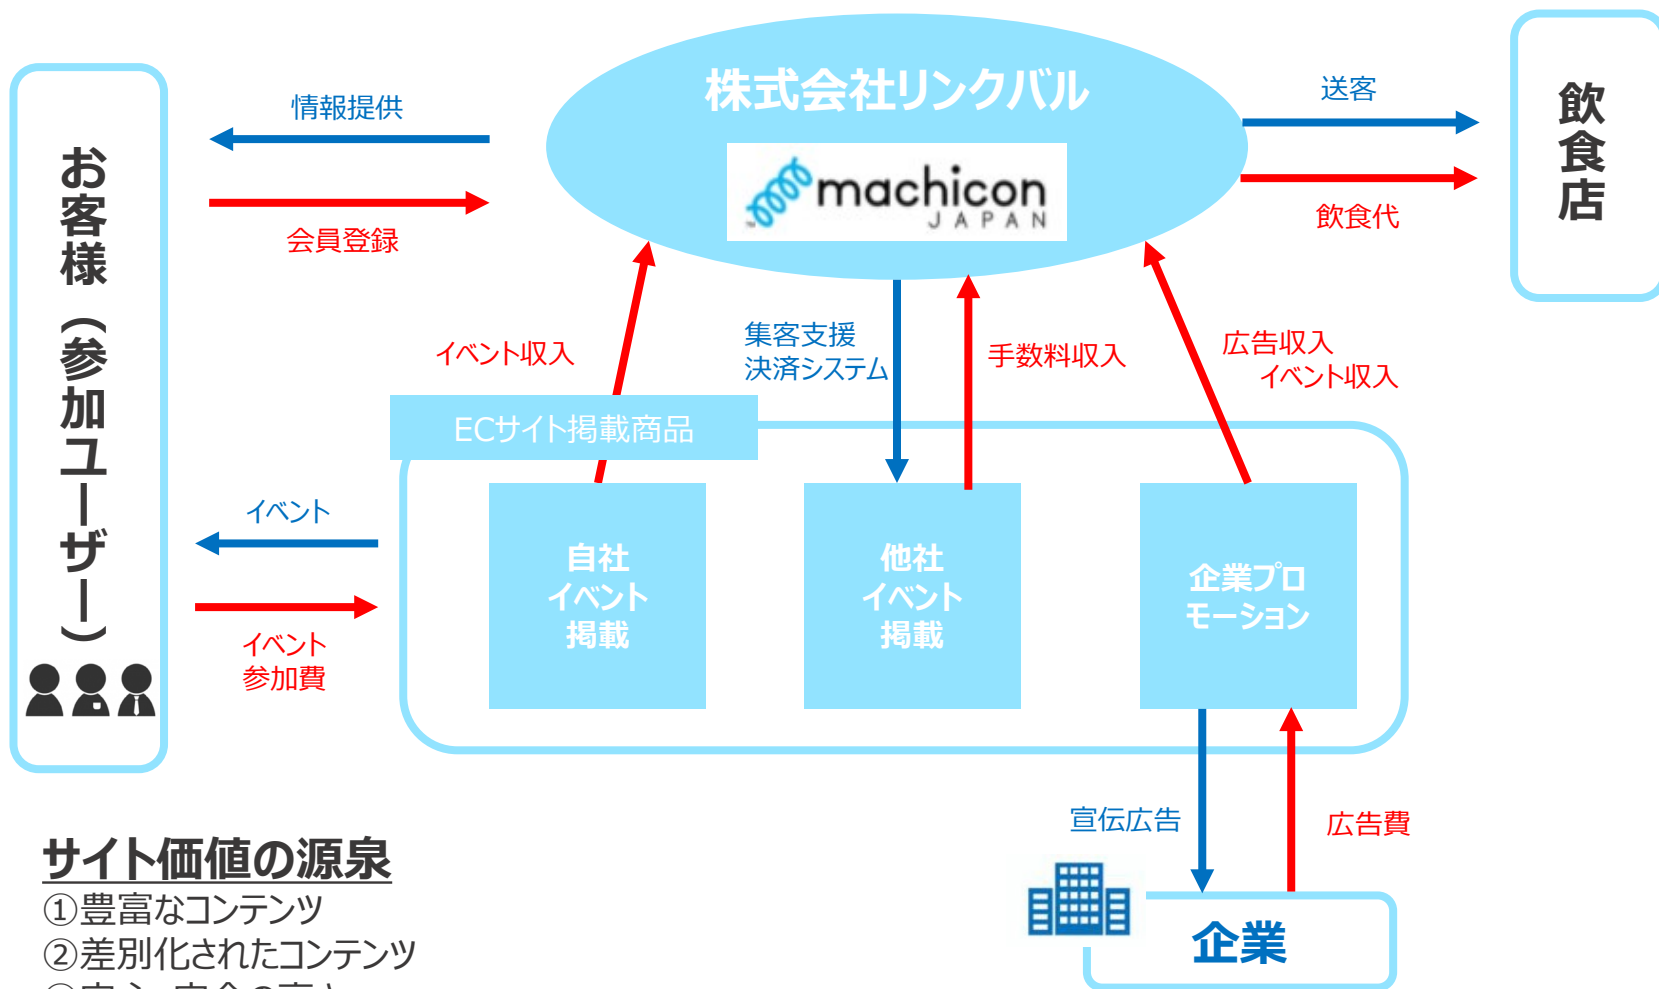 株式会社リンクバル
machicon
JAPAN
お客様（参加ユーザー）
飲食店
情報提供
会員登録
送客
飲食代
イベント収入
集客支援
決済システム
手数料収入
広告収入
イベント収入
ECサイト掲載商品
イベント
イベント
参加費
自社
イベント
掲載
他社
イベント
掲載
企業プロ
モーション
宣伝広告
広告費
企業
サイト価値の源泉
①豊富なコンテンツ
②差別化されたコンテンツ